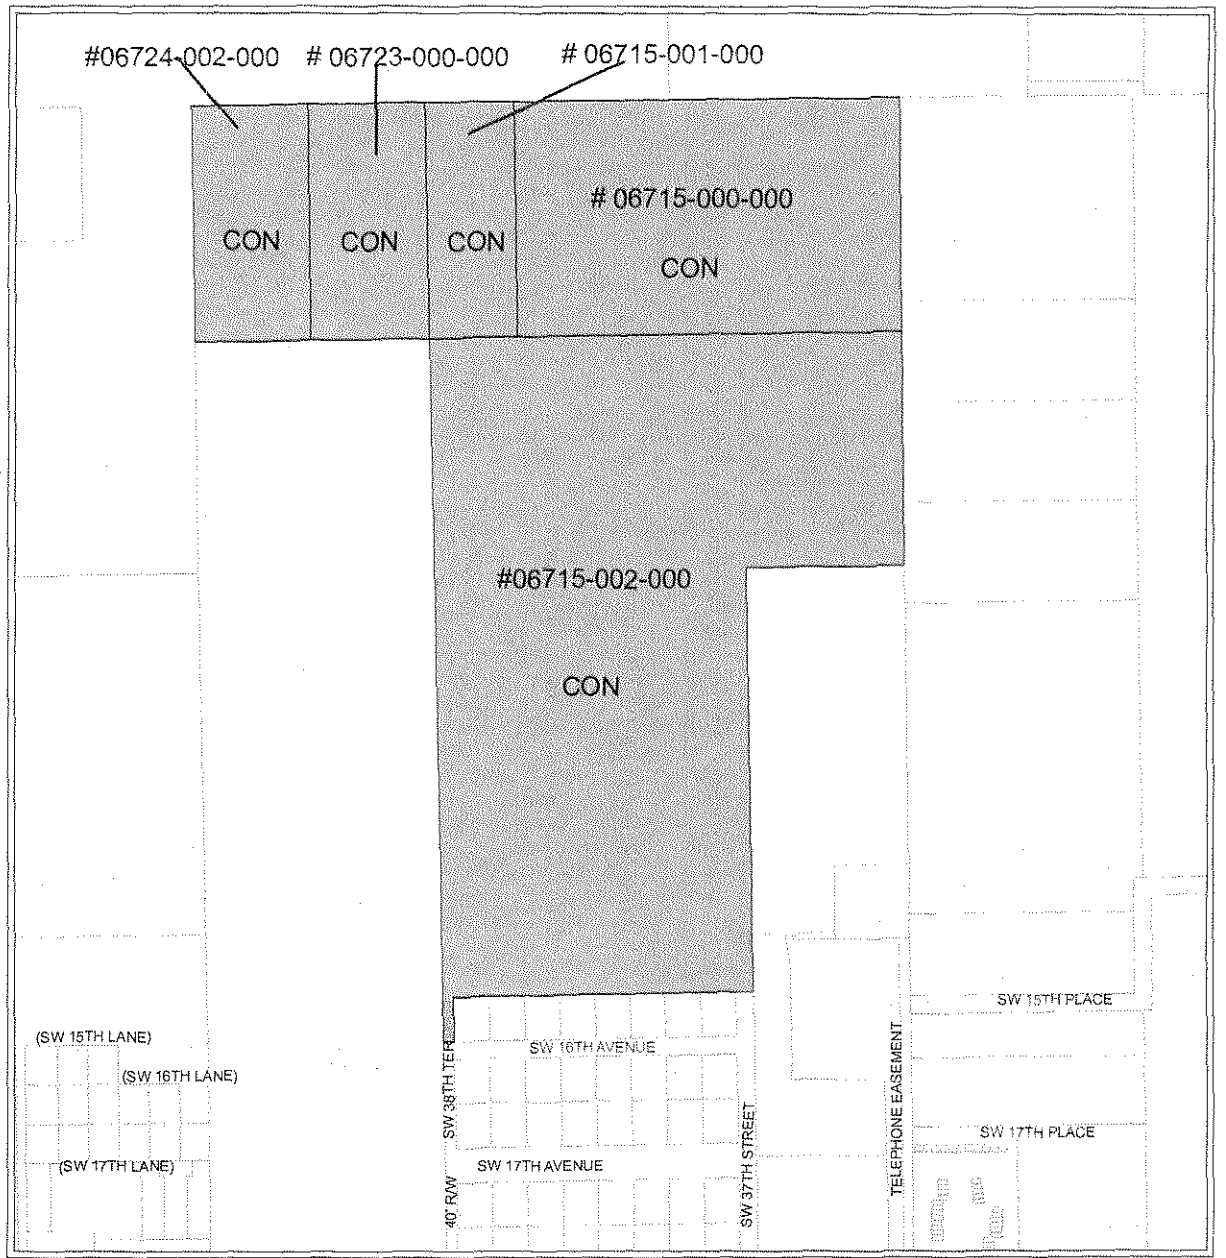 #06724-002-000 # 06723-000-000 # 06715-001-000
# 06715-000-000
CON CON CON
CON
#06715-002-000
CON
SW 15TH PLACE
(SW 15TH LANE)
SW 16TH AVENUE
(SW 16TH LANE)
SW 38TH TER
TELEPHONE EASEMENT
SW 17TH PLACE
(SW 17TH LANE)
SW 17TH AVENUE
SW 37TH STREET
40' R/W